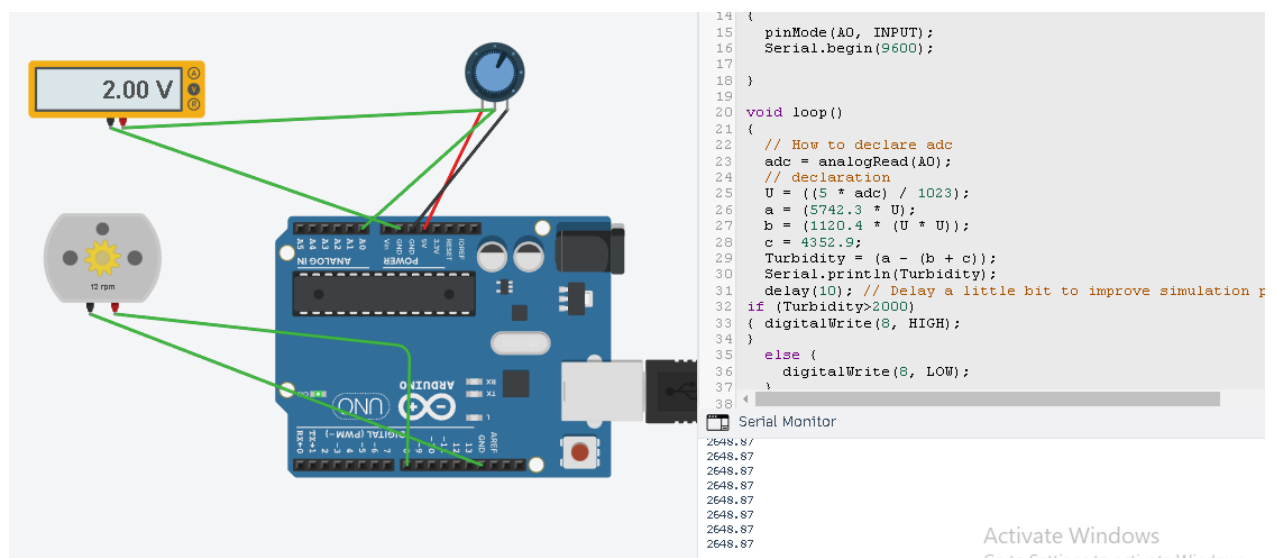 2.00 V
A
V
R
12 rpm
A5
A4
A3
A2
A1
A0
Vin
GND
GND
5V
3.3V
RESET
IOREF
ANALOG IN
POWER
ARDUINO
UNO
ON
RX
TX
L
DIGITAL (PWM~)
RX←0
TX→1
2
~3
4
~5
~6
7
8
~9
~10
~11
12
13
GND
AREF
14 {
15 pinMode(A0, INPUT);
16 Serial.begin(9600);
17
18 }
19
20 void loop()
21 {
22 // How to declare adc
23 adc = analogRead(A0);
24 // declaration
25 U = ((5 * adc) / 1023);
26 a = (5742.3 * U);
27 b = (1120.4 * (U * U));
28 c = 4352.9;
29 Turbidity = (a - (b + c));
30 Serial.println(Turbidity);
31 delay(10); // Delay a little bit to improve simulation p
32 if (Turbidity>2000)
33 { digitalWrite(8, HIGH);
34 }
35 else {
36 digitalWrite(8, LOW);
37 }
38
Serial Monitor
2648.87
2648.87
2648.87
2648.87
2648.87
2648.87
2648.87
2648.87
Activate Windows